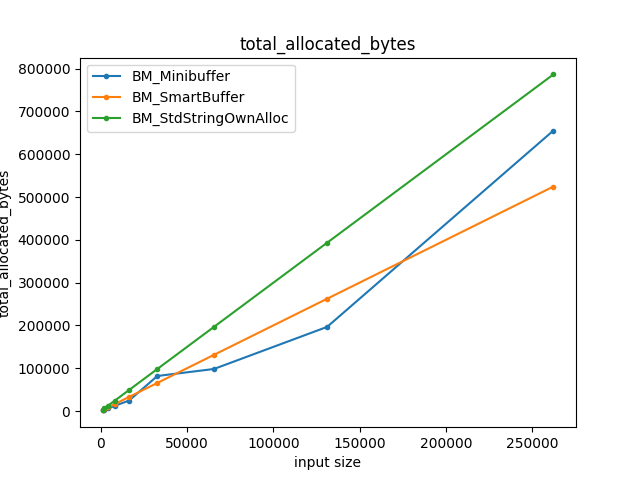 total_allocated_bytes
BM_Minibuffer
BM_SmartBuffer
BM_StdStringOwnAlloc
total_allocated_bytes
800000
700000
600000
500000
400000
300000
200000
100000
0
0 50000 100000 150000 200000 250000
input size